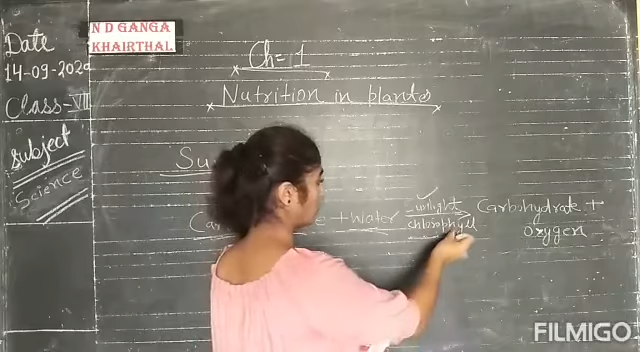 Date
14-09-2020
Class-VII
Subject
Science
N D GANGA
KHAIRTHAL
Ch=1
Nutrition in plants
+ Water
Sunlight
chlorophyll
Carbohydrate +
oxygen
FILMIGO